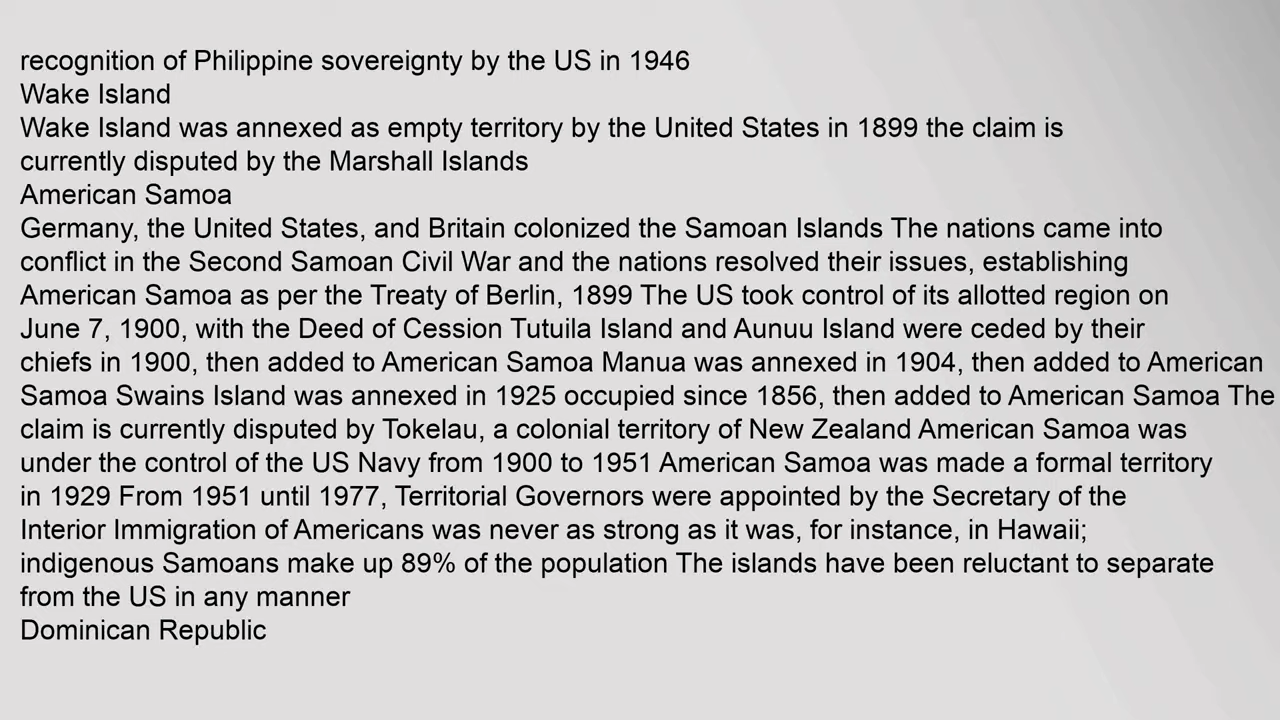 recognition of Philippine sovereignty by the US in 1946
Wake Island
Wake Island was annexed as empty territory by the United States in 1899 the claim is
currently disputed by the Marshall Islands
American Samoa
Germany, the United States, and Britain colonized the Samoan Islands The nations came into
conflict in the Second Samoan Civil War and the nations resolved their issues, establishing
American Samoa as per the Treaty of Berlin, 1899 The US took control of its allotted region on
June 7, 1900, with the Deed of Cession Tutuila Island and Aunuu Island were ceded by their
chiefs in 1900, then added to American Samoa Manua was annexed in 1904, then added to American
Samoa Swains Island was annexed in 1925 occupied since 1856, then added to American Samoa The
claim is currently disputed by Tokelau, a colonial territory of New Zealand American Samoa was
under the control of the US Navy from 1900 to 1951 American Samoa was made a formal territory
in 1929 From 1951 until 1977, Territorial Governors were appointed by the Secretary of the
Interior Immigration of Americans was never as strong as it was, for instance, in Hawaii;
indigenous Samoans make up 89% of the population The islands have been reluctant to separate
from the US in any manner
Dominican Republic